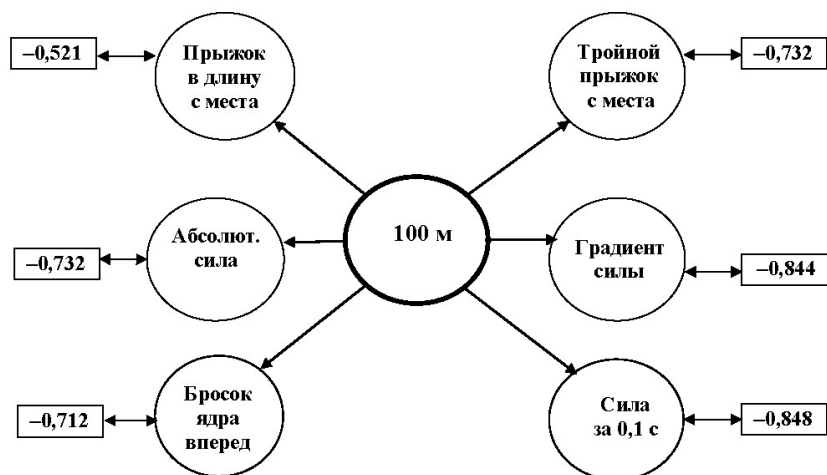 –0,521
Прыжок
в длину
с места
Тройной
прыжок
с места
–0,732
–0,732
Абсолют.
сила
100 м
Градиент
силы
–0,844
–0,712
Бросок
ядра
вперед
Сила
за 0,1 с
–0,848